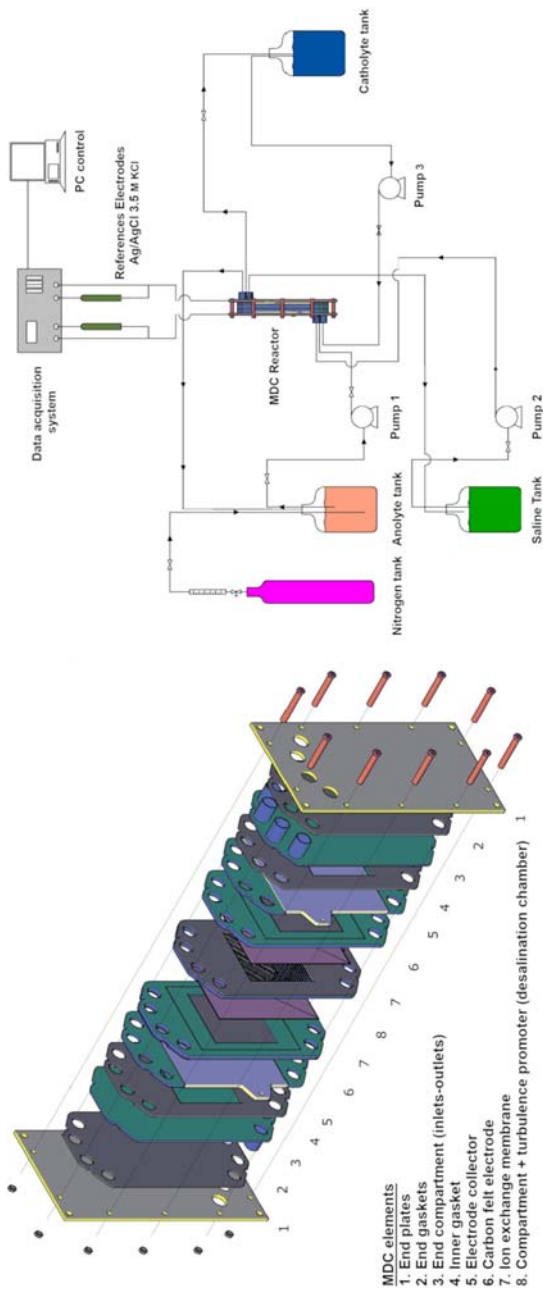 MDC elements
1. End plates
2. End gaskets
3. End compartment (inlets-outlets)
4. Inner gasket
5. Electrode collector
6. Carbon felt electrode
7. Ion exchange membrane
8. Compartment + turbulence promoter (desalination chamber)
1
2
3
4
5
6
7
8
7
6
5
4
3
2
1
Data acquisition
system
References Electrodes
Ag/AgCl 3.5 M KCl
PC control
MDC Reactor
Nitrogen tank
Anolyte tank
Pump 1
Pump 3
Catholyte tank
Saline Tank
Pump 2